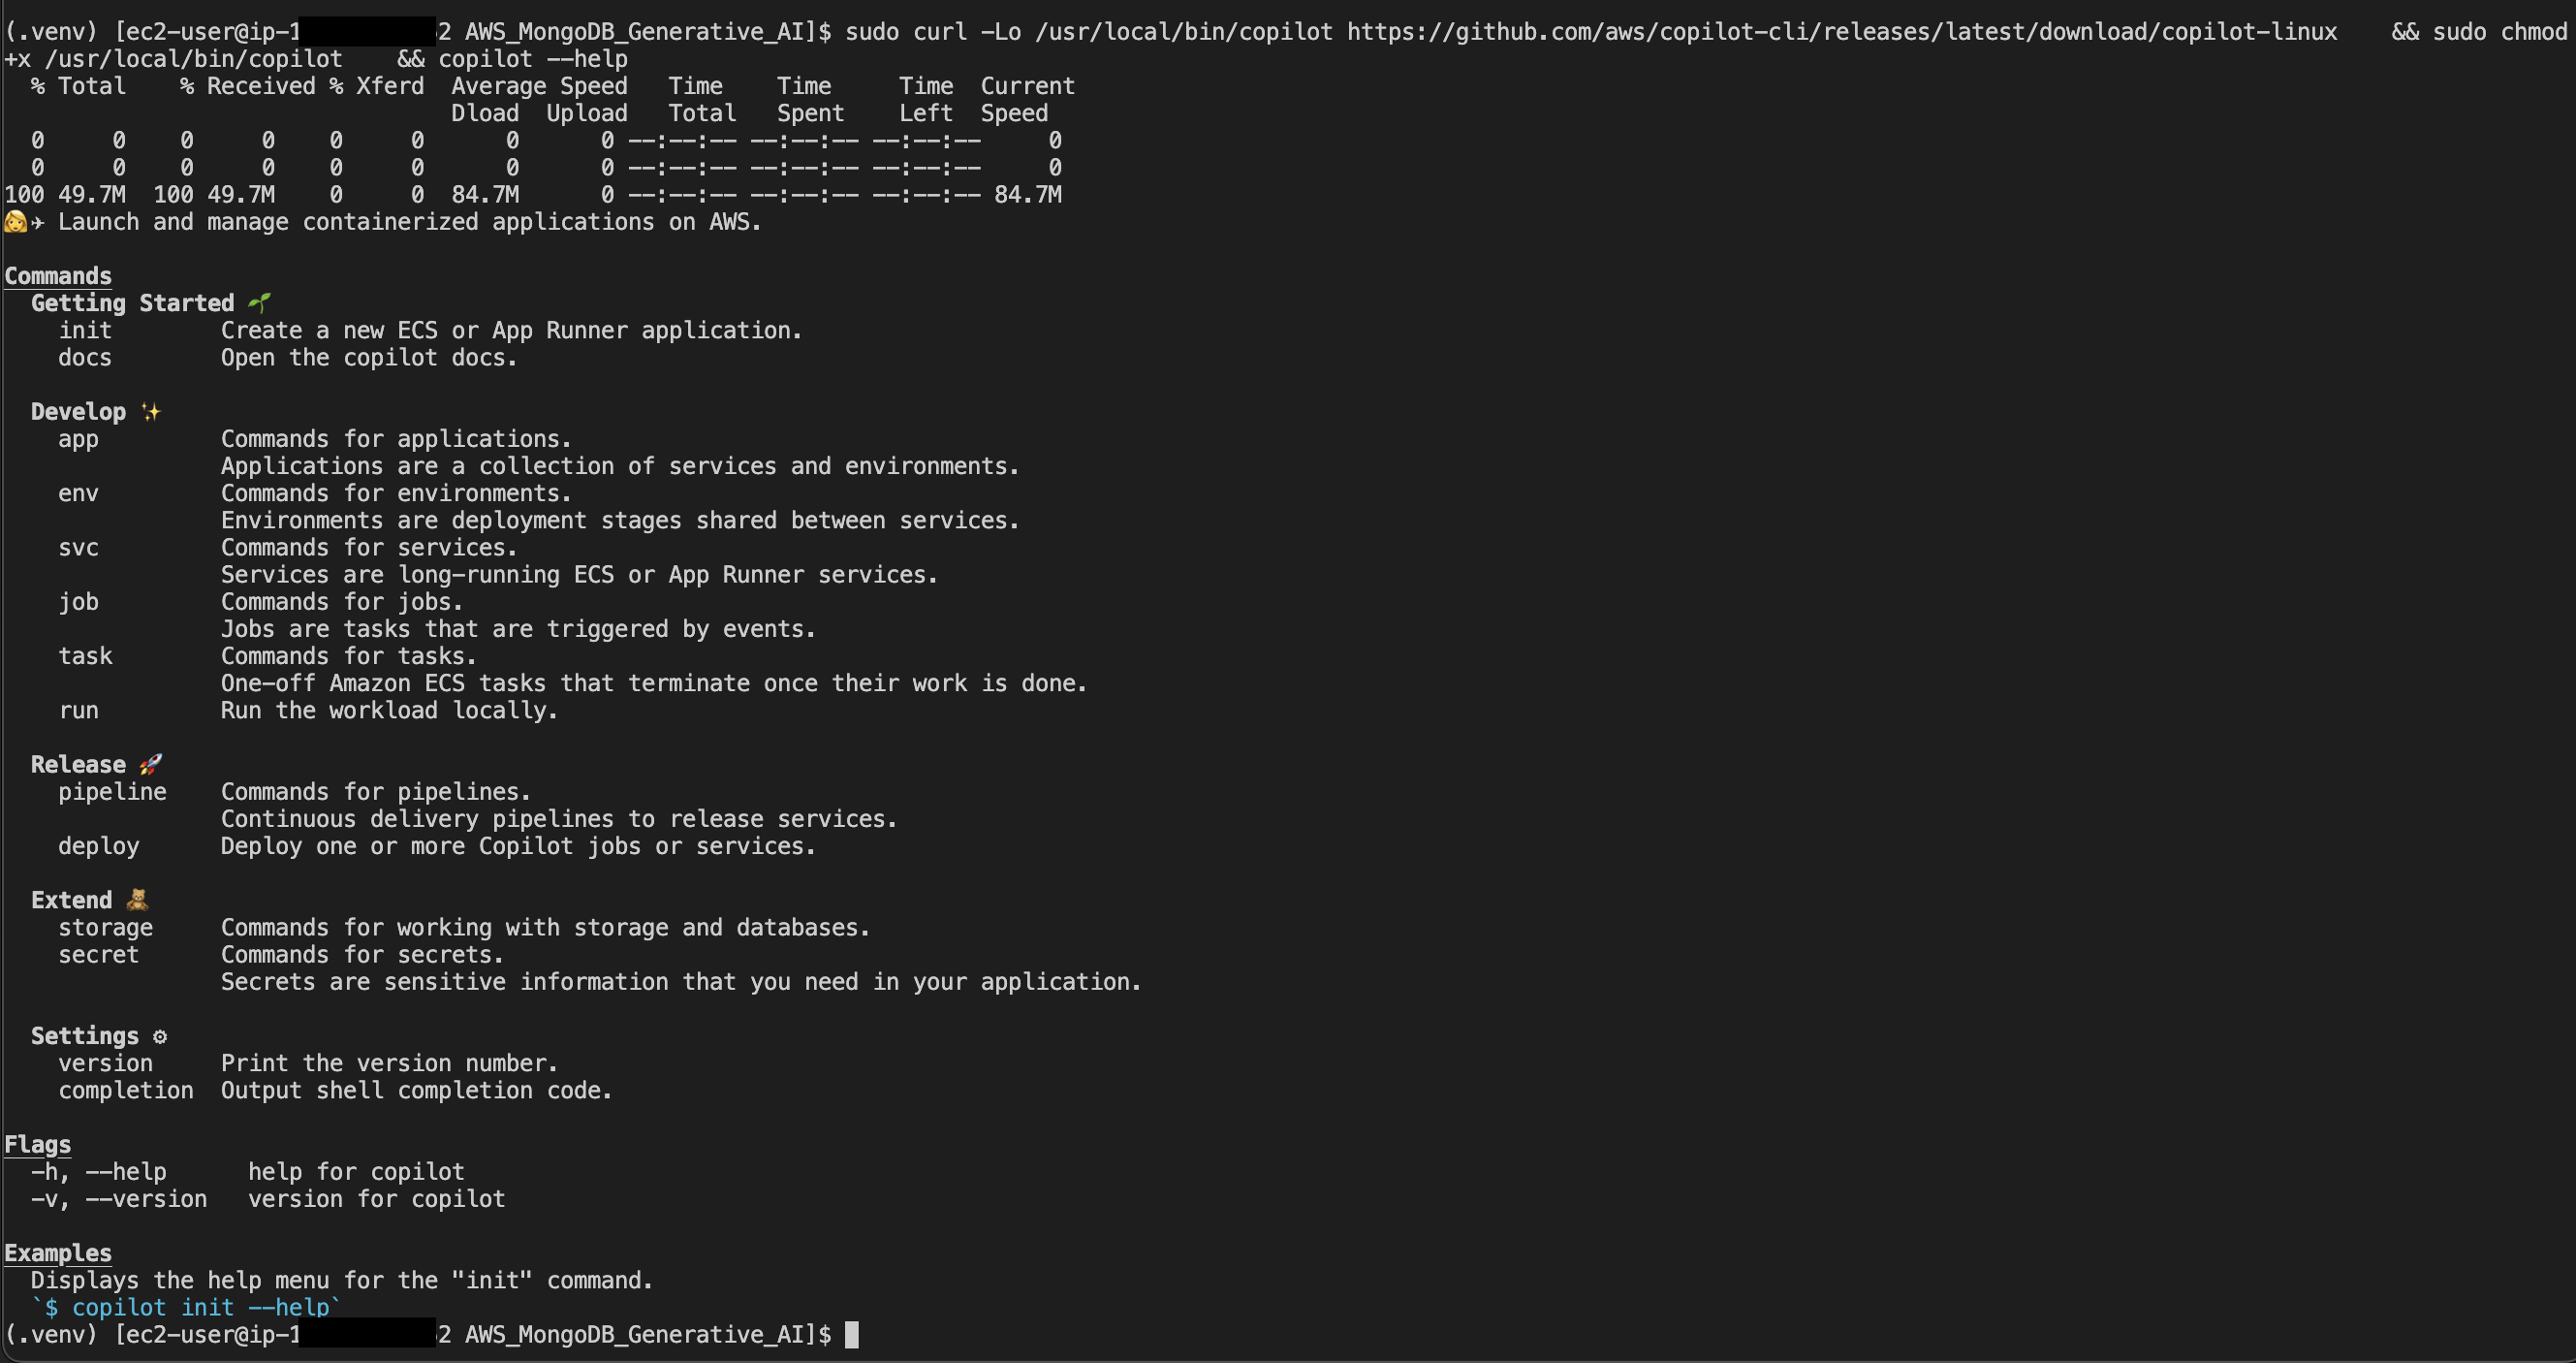 (.venv) [ec2-user@ip-1 2 AWS_MongoDB_Generative_AI]$ sudo curl -Lo /usr/local/bin/copilot https://github.com/aws/copilot-cli/releases/latest/download/copilot-linux    && sudo chmod
+x /usr/local/bin/copilot    && copilot --help
  % Total    % Received % Xferd  Average Speed   Time    Time     Time  Current
                                 Dload  Upload   Total   Spent    Left  Speed
  0     0    0     0    0     0      0      0 --:--:-- --:--:-- --:--:--     0
  0     0    0     0    0     0      0      0 --:--:-- --:--:-- --:--:--     0
100 49.7M  100 49.7M    0     0  84.7M      0 --:--:-- --:--:-- --:--:-- 84.7M
👩✈ Launch and manage containerized applications on AWS.
Commands
  Getting Started 🌱
    init        Create a new ECS or App Runner application.
    docs        Open the copilot docs.
  Develop ✨
    app         Commands for applications.
                Applications are a collection of services and environments.
    env         Commands for environments.
                Environments are deployment stages shared between services.
    svc         Commands for services.
                Services are long-running ECS or App Runner services.
    job         Commands for jobs.
                Jobs are tasks that are triggered by events.
    task        Commands for tasks.
                One-off Amazon ECS tasks that terminate once their work is done.
    run         Run the workload locally.
  Release 🚀
    pipeline    Commands for pipelines.
                Continuous delivery pipelines to release services.
    deploy      Deploy one or more Copilot jobs or services.
  Extend 🧸
    storage     Commands for working with storage and databases.
    secret      Commands for secrets.
                Secrets are sensitive information that you need in your application.
  Settings ⚙
    version     Print the version number.
    completion  Output shell completion code.
Flags
  -h, --help      help for copilot
  -v, --version   version for copilot
Examples
  Displays the help menu for the "init" command.
  `$ copilot init --help`
(.venv) [ec2-user@ip-1 2 AWS_MongoDB_Generative_AI]$